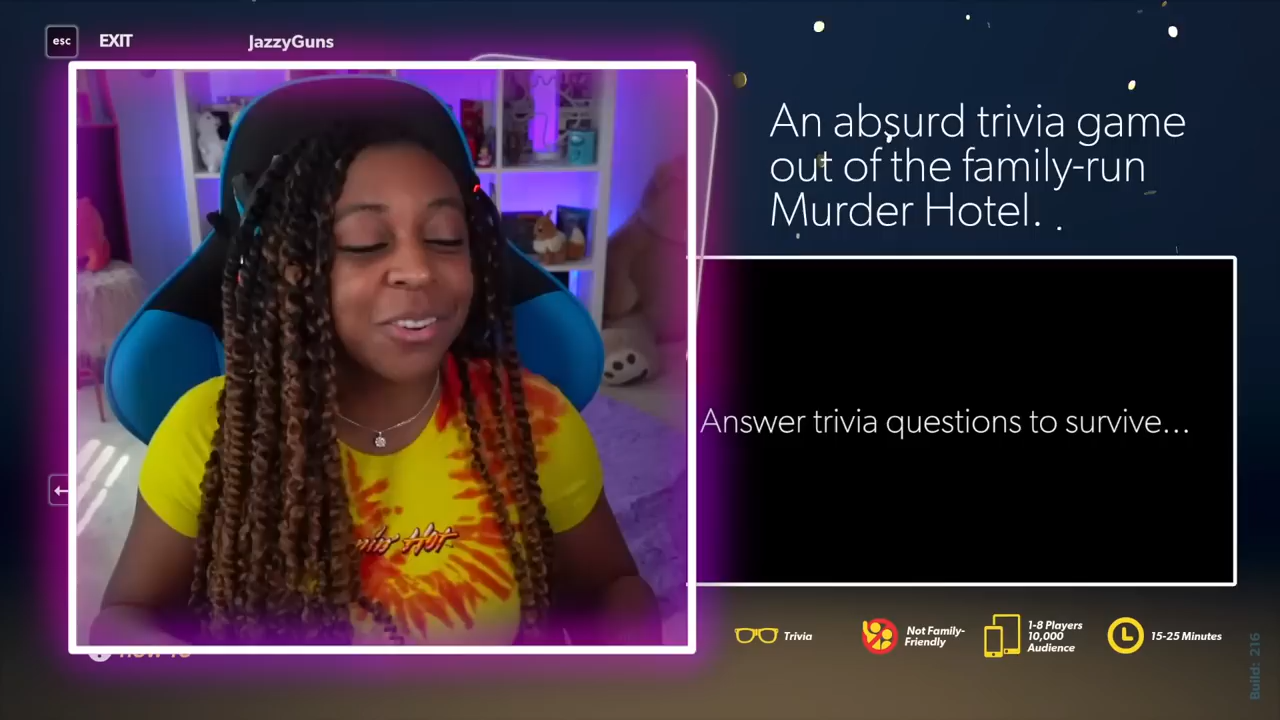 esc
EXIT
JazzyGuns
An absurd trivia game
out of the family-run
Murder Hotel.
Answer trivia questions to survive...
Hot
Trivia
Not Family-
Friendly
1-8 Players
10,000
Audience
15-25 Minutes
Build: 216